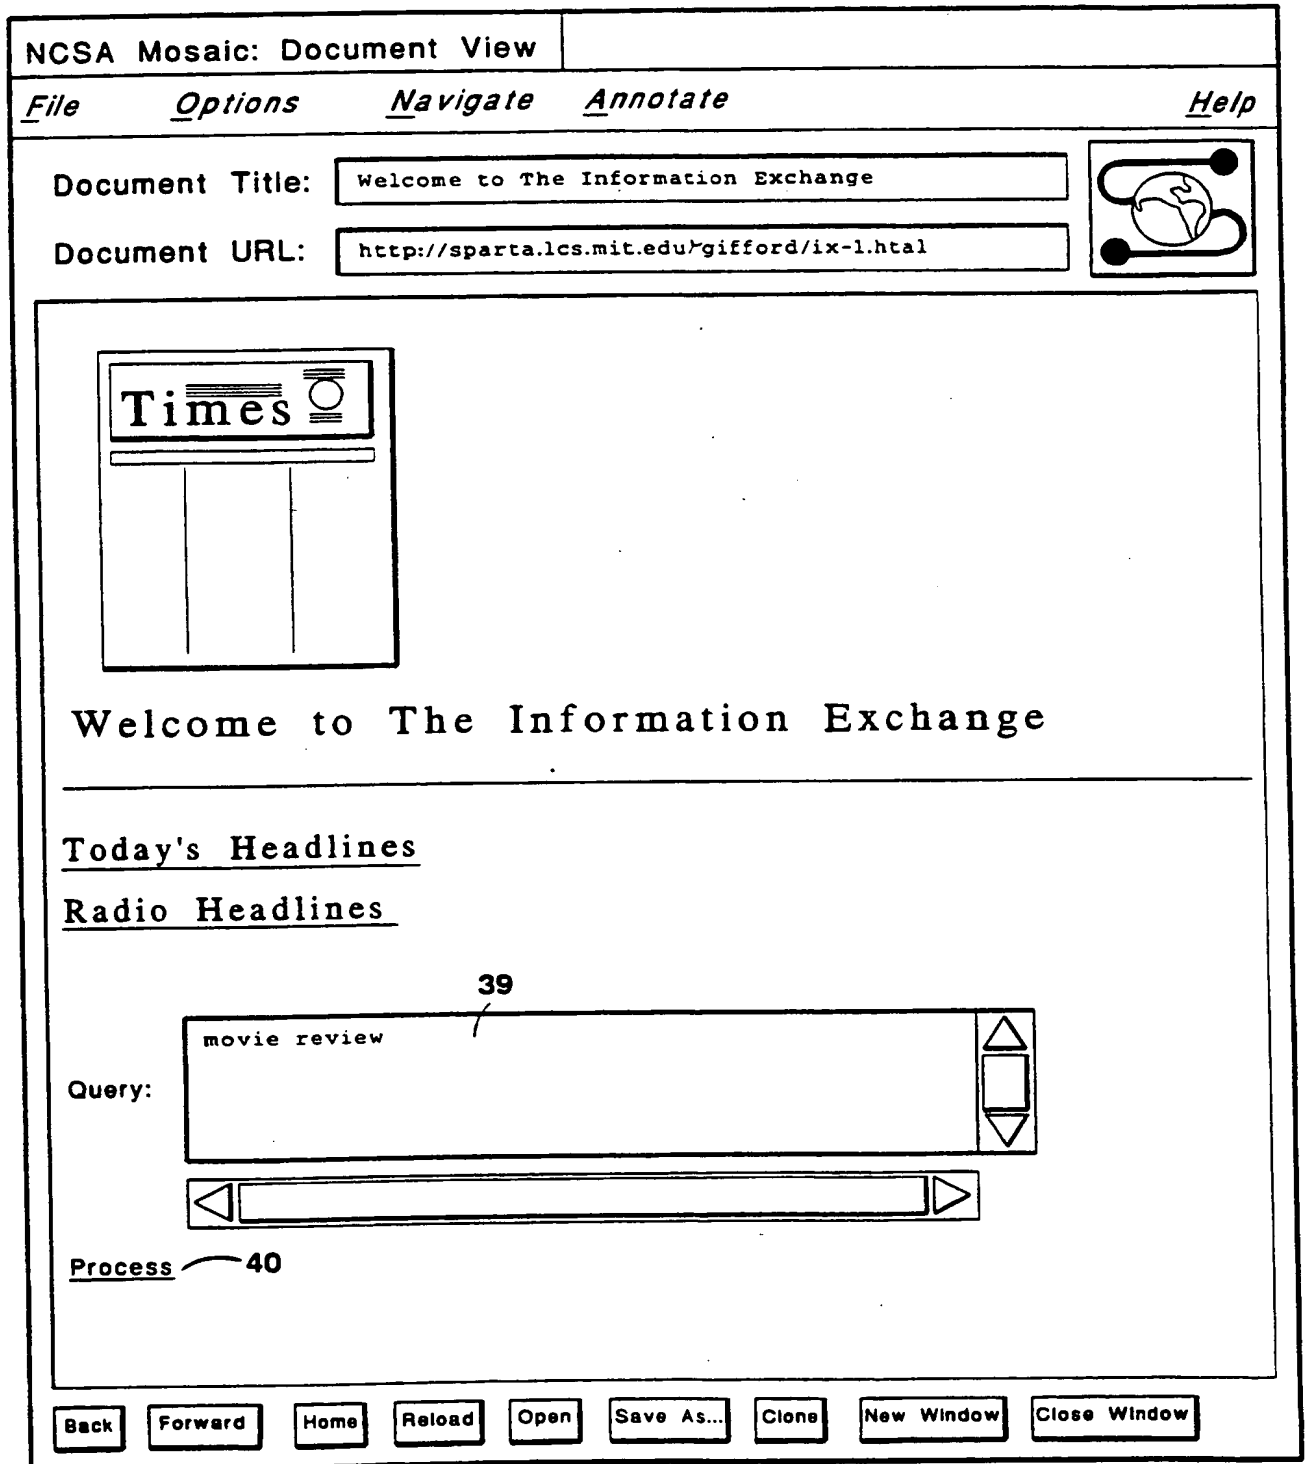 NCSA Mosaic: Document View
File Options Navigate Annotate Help
Document Title: Welcome to The Information Exchange
Document URL: http://sparta.lcs.mit.edu/~gifford/ix-1.htal
Times
Welcome to The Information Exchange
Today's Headlines
Radio Headlines
39
movie review
Query:
Process 40
Back Forward Home Reload Open Save As... Clone New Window Close Window